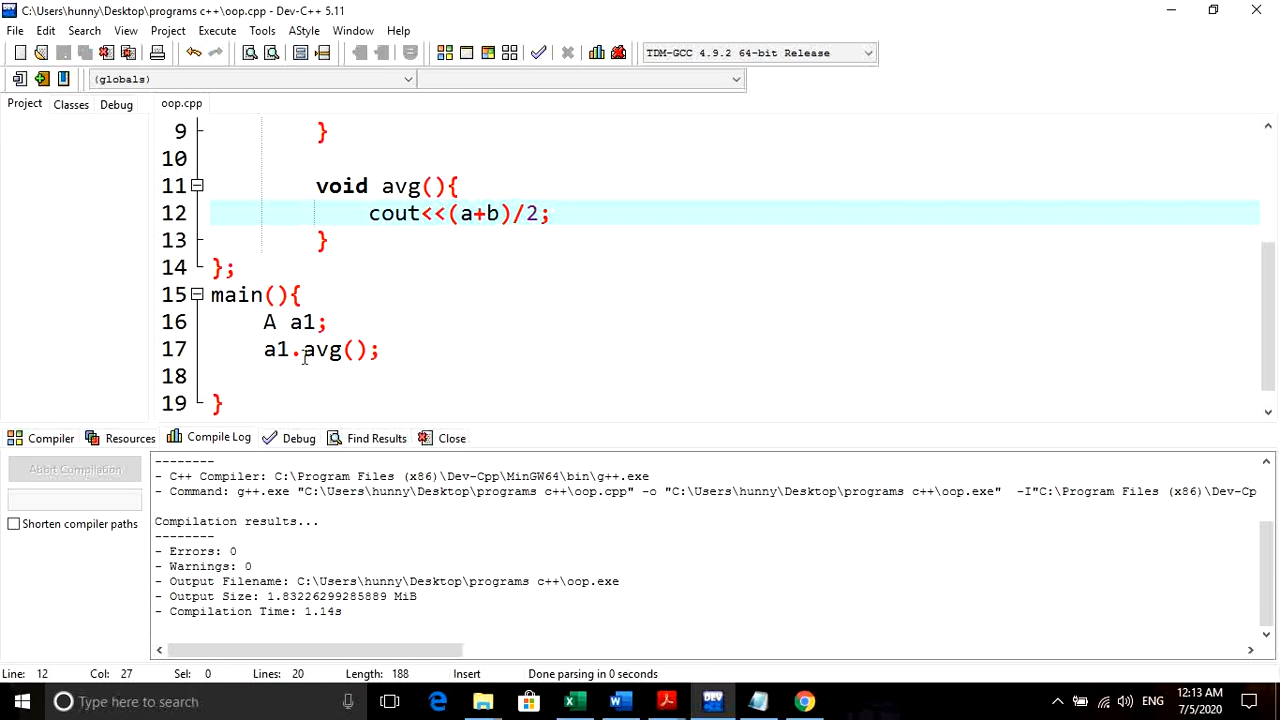 C:\Users\hunny\Desktop\programs c++\oop.cpp - Dev-C++ 5.11
File Edit Search View Project Execute Tools AStyle Window Help
TDM-GCC 4.9.2 64-bit Release
(globals)
Project Classes Debug oop.cpp
9 }
10
11 void avg(){
12 cout<<(a+b)/2;
13 }
14 };
15 main(){
16 A a1;
17 a1.avg();
18
19 }
Compiler Resources Compile Log Debug Find Results Close
Abort Compilation
Shorten compiler paths
--------
- C++ Compiler: C:\Program Files (x86)\Dev-Cpp\MinGW64\bin\g++.exe
- Command: g++.exe "C:\Users\hunny\Desktop\programs c++\oop.cpp" -o "C:\Users\hunny\Desktop\programs c++\oop.exe" -I"C:\Program Files (x86)\Dev-Cp
Compilation results...
--------
- Errors: 0
- Warnings: 0
- Output Filename: C:\Users\hunny\Desktop\programs c++\oop.exe
- Output Size: 1.83226299285889 MiB
- Compilation Time: 1.14s
Line: 12 Col: 27 Sel: 0 Lines: 20 Length: 188 Insert Done parsing in 0 seconds
Type here to search
DEV
ENG
12:13 AM
7/5/2020